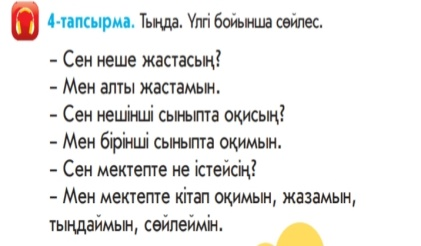 4-тапсырма. Тыңда. Үлгі бойынша сөйлес.
– Сен неше жастасың?
– Мен алты жастамын.
– Сен нешінші сыныпта оқисың?
– Мен бірінші сыныпта оқимын.
– Сен мектепте не істейсің?
– Мен мектепте кітап оқимын, жазамын,
тыңдаймын, сөйлеймін.